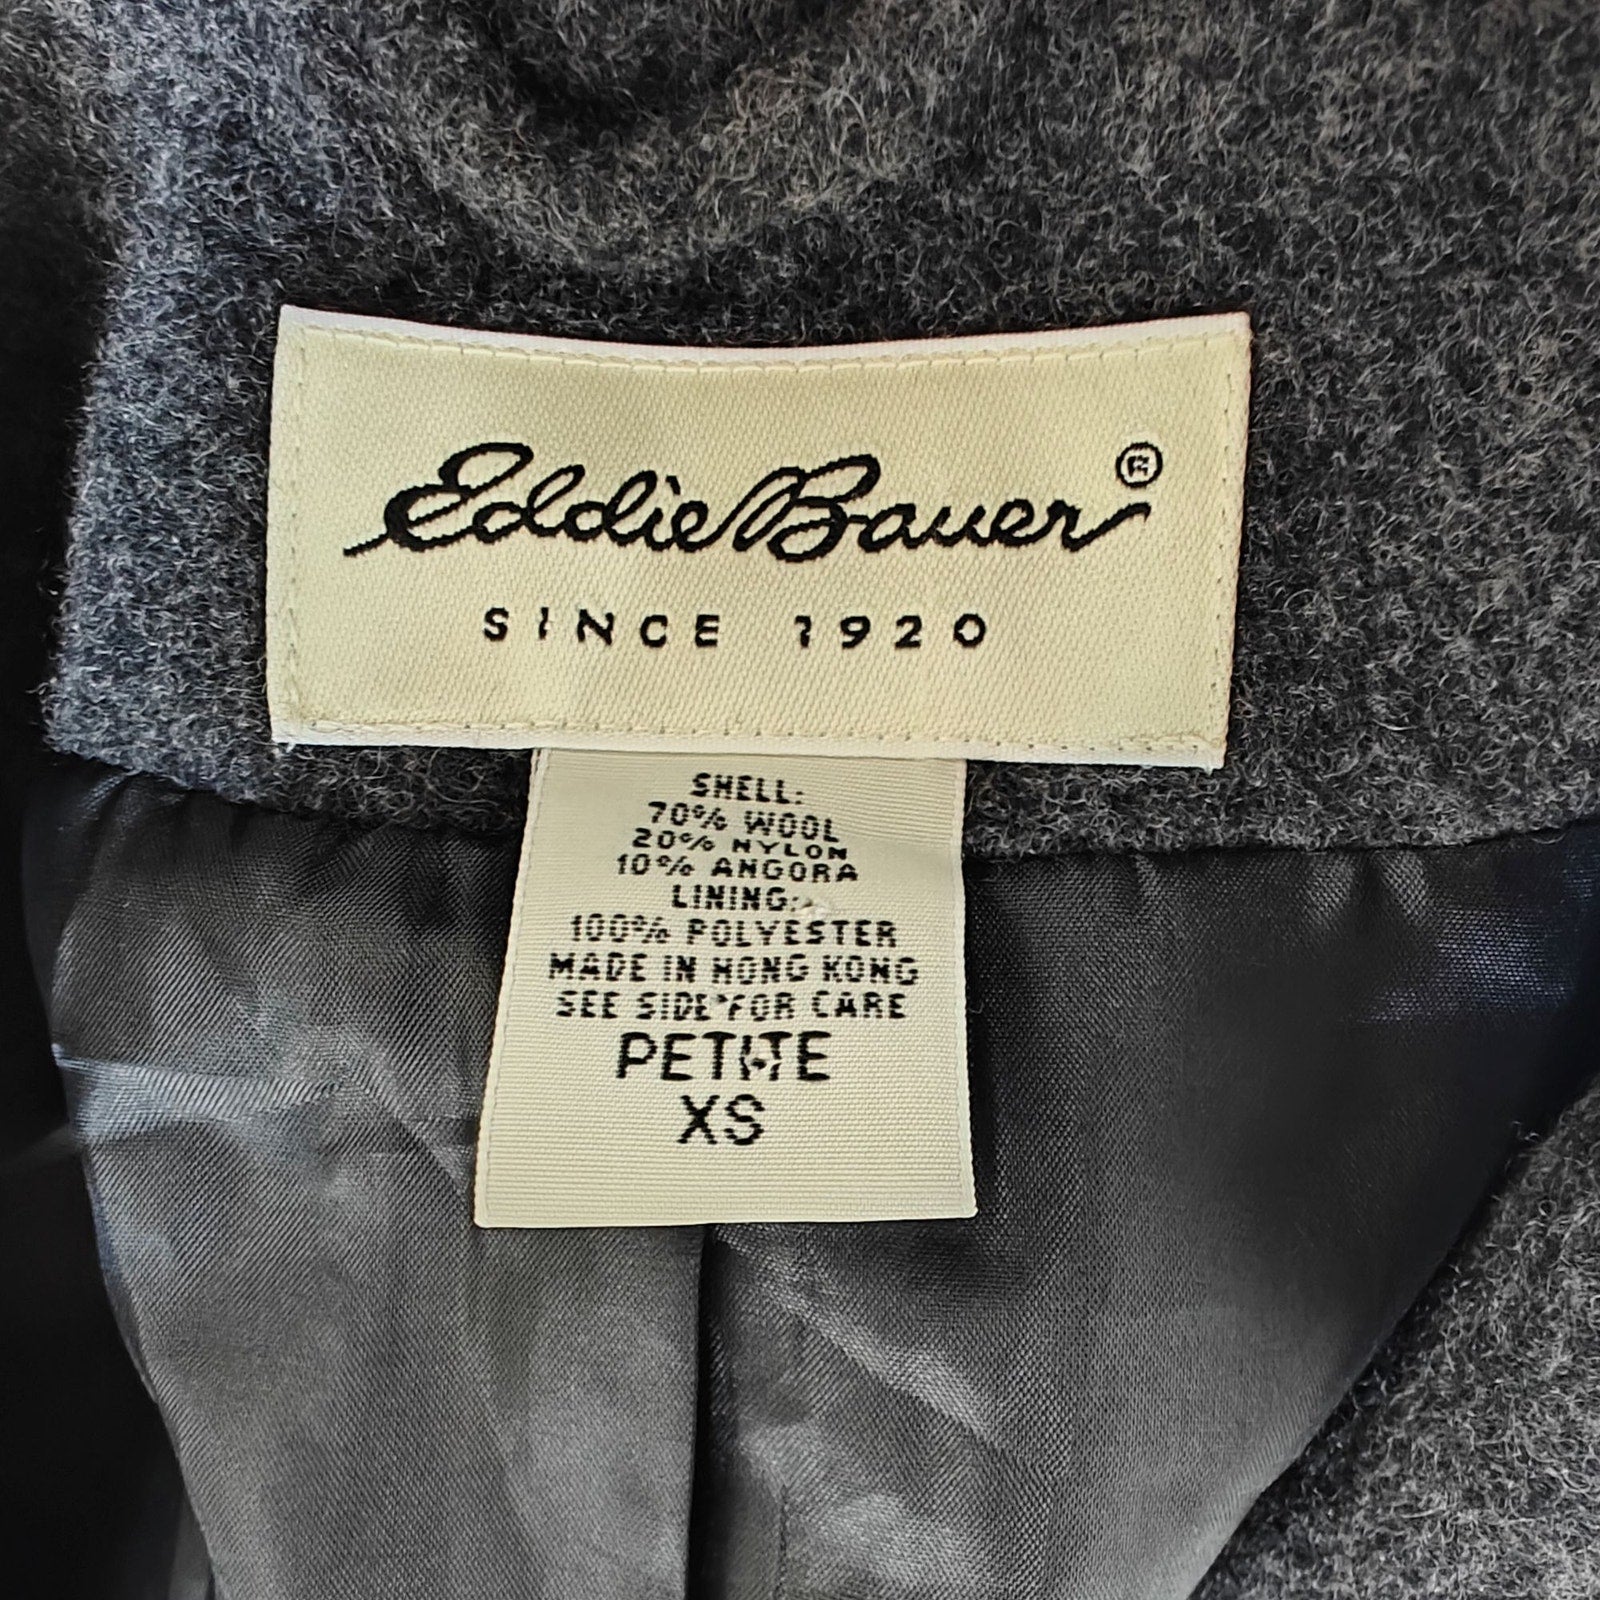 Eddie Bauer®
SINCE 1920
SHELL:
70% WOOL
20% NYLON
10% ANGORA
LINING:
100% POLYESTER
MADE IN HONG KONG
SEE SIDE FOR CARE
PETITE
XS